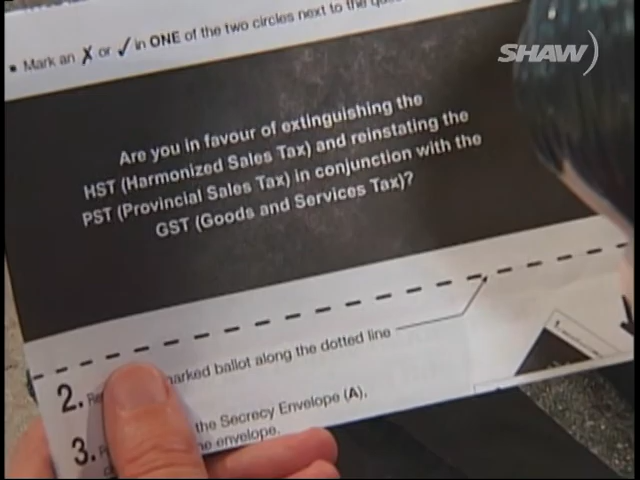 • Mark an ✗ or ✓ in ONE of the two circles next to the
SHAW)
Are you in favour of extinguishing the
HST (Harmonized Sales Tax) and reinstating the
PST (Provincial Sales Tax) in conjunction with the
GST (Goods and Services Tax)?
2. marked ballot along the dotted line
3. the Secrecy Envelope (A),
envelope.